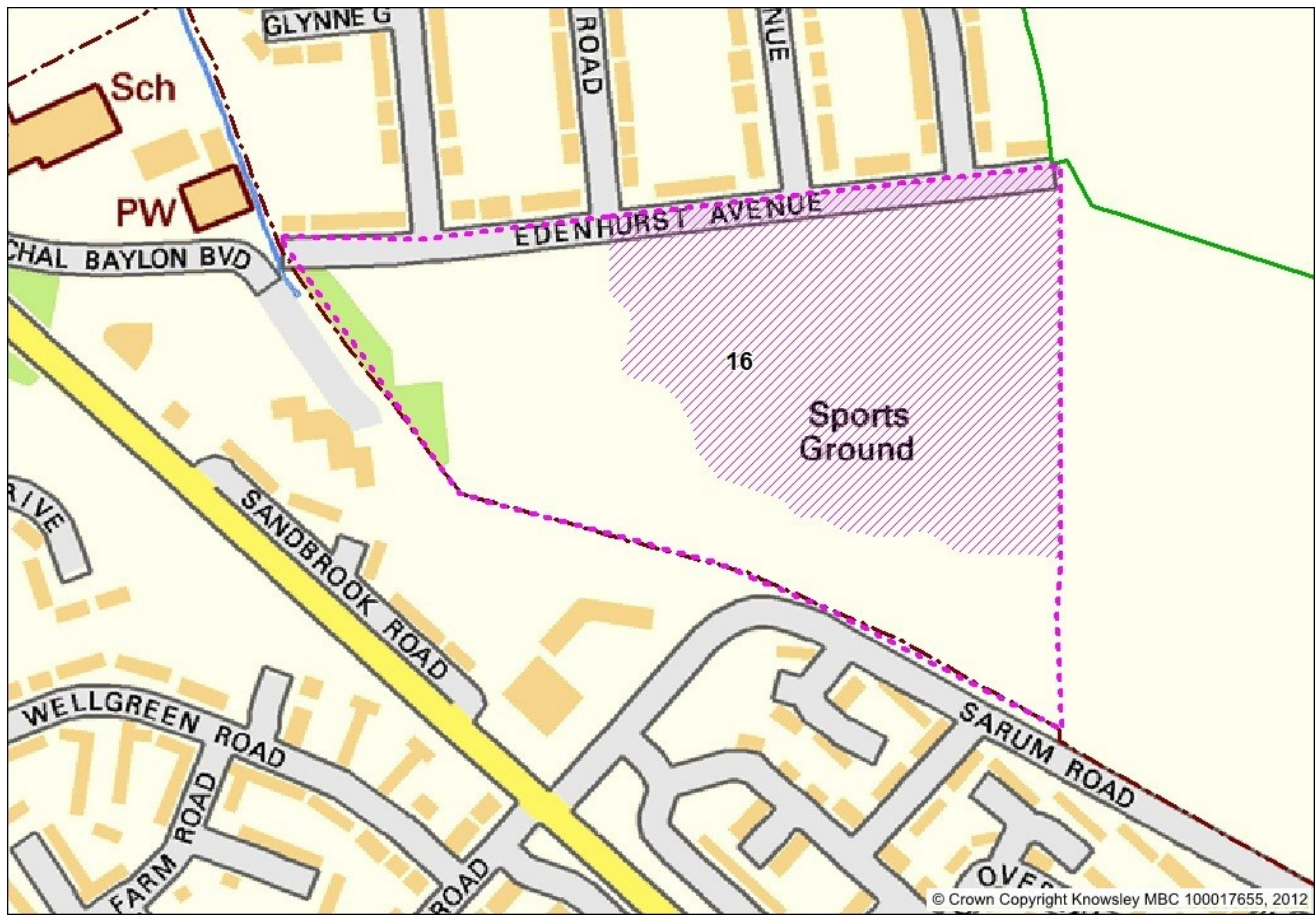 GLYNNE G
ROAD
NUE
Sch
PW
CHAL BAYLON BVD
EDENHURST AVENUE
16
Sports
Ground
RIVE
SANDBROOK ROAD
WELLGREEN ROAD
SARUM ROAD
FARM ROAD
ROAD
© Crown Copyright Knowsley MBC 100017655, 2012